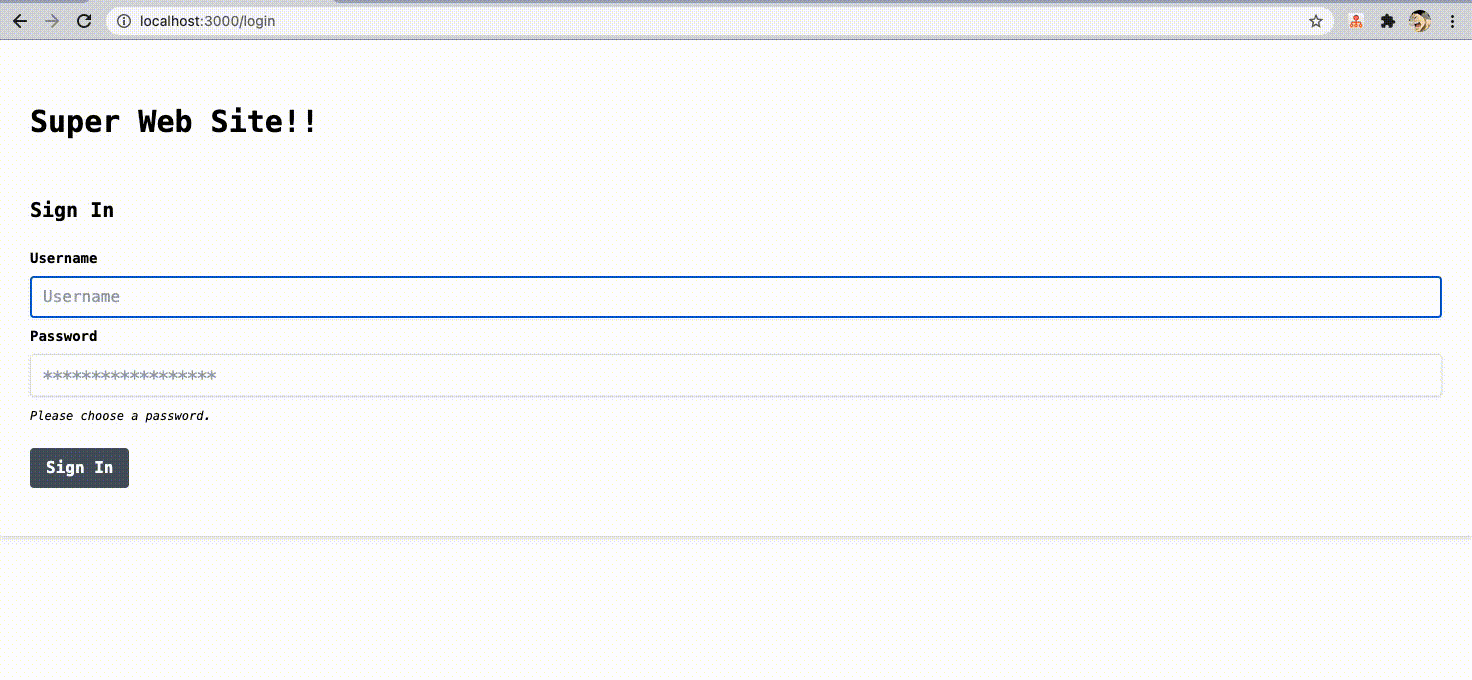 localhost:3000/login
Super Web Site!!
Sign In
Username
Username
Password
******************
Please choose a password.
Sign In